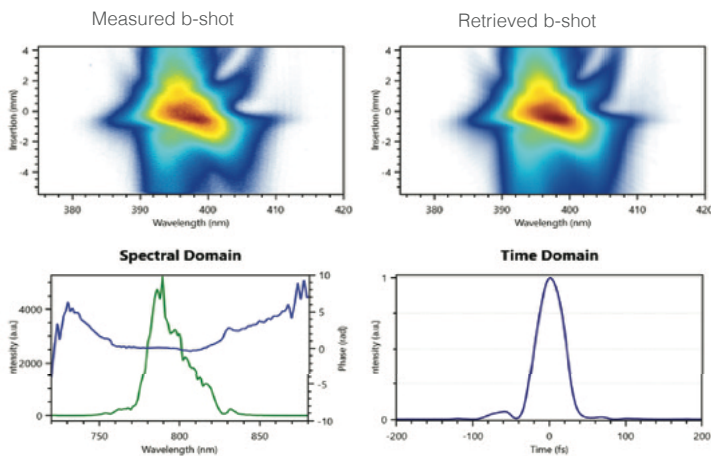 Measured b-shot
Retrieved b-shot
Insertion (mm)
4
2
0
-2
-4
380
390
400
410
420
Wavelength (nm)
Insertion (mm)
4
2
0
-2
-4
380
390
400
410
420
Wavelength (nm)
Spectral Domain
ntensity (a.u.)
4000
2000
0
750
800
850
Wavelength (nm)
10
5
0
-5
-10
Phase (rad)
Time Domain
ntensity (a.u.)
1
0
-200
-100
0
100
200
Time (fs)